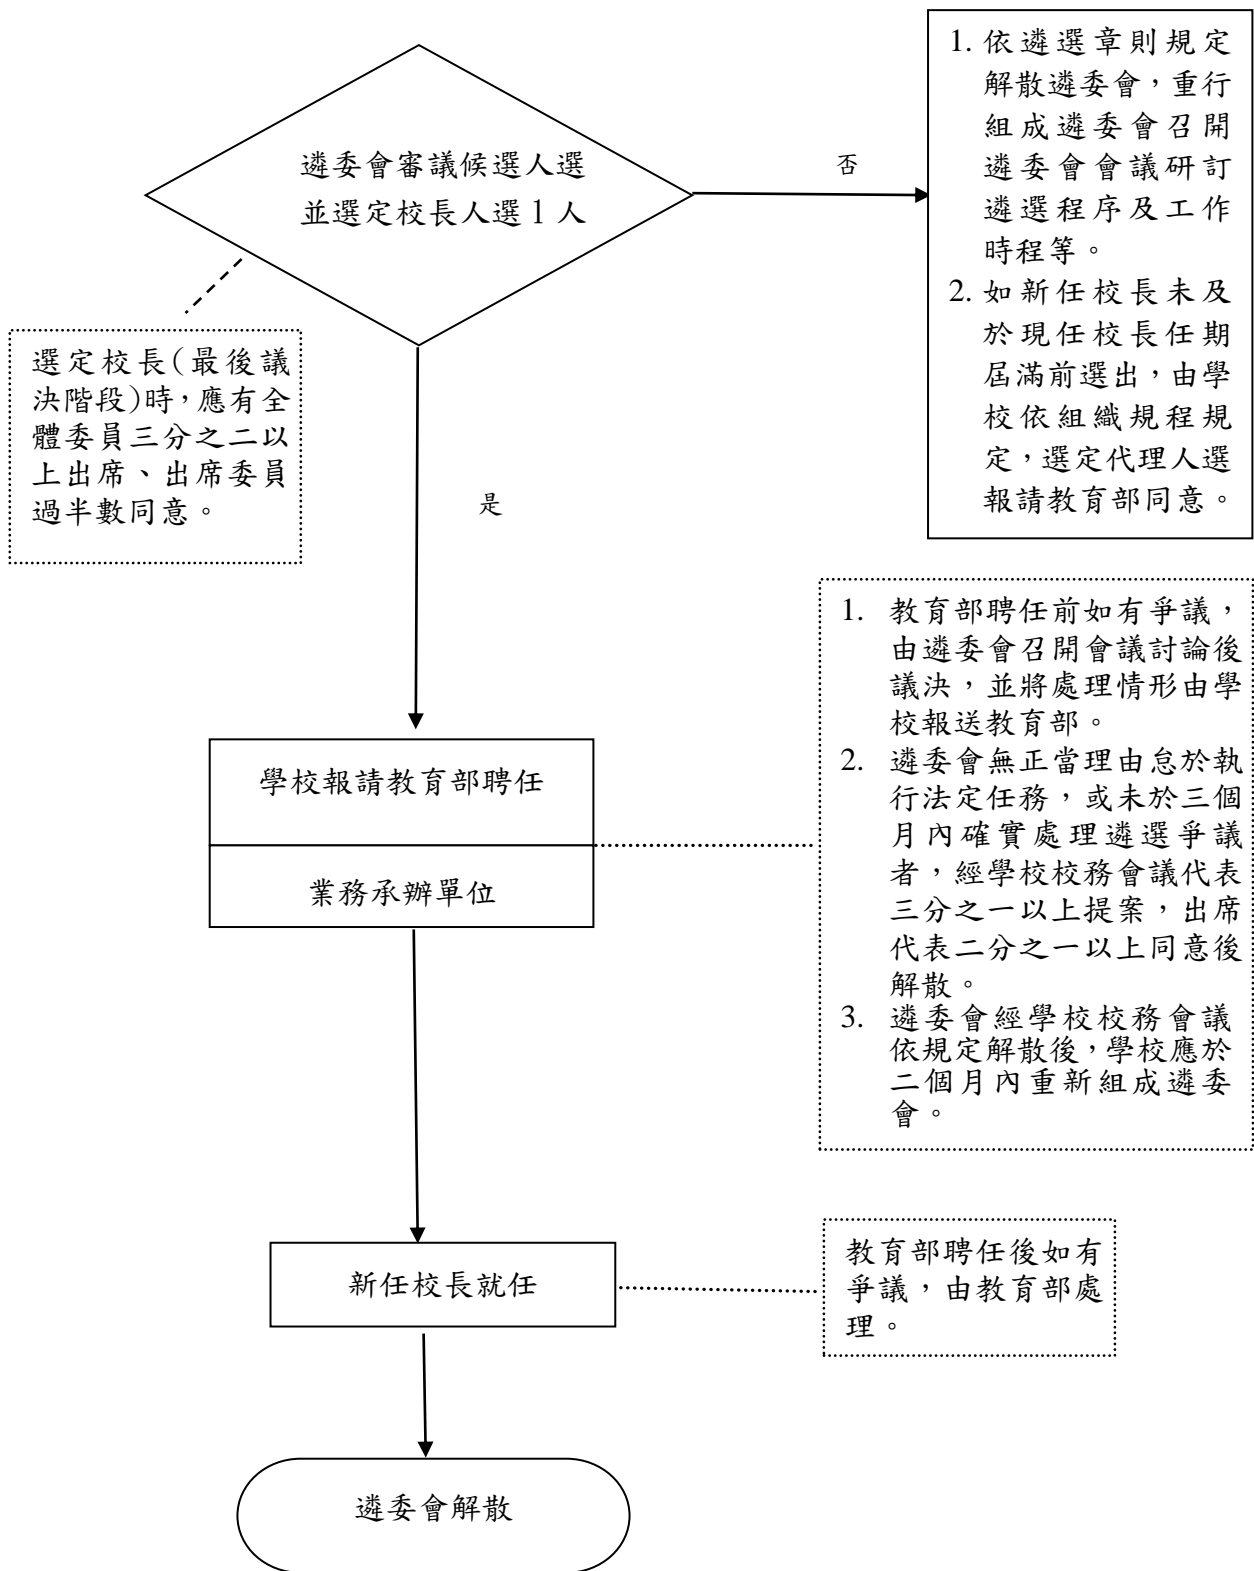 遴委會審議候選人選
並選定校長人選1人
否
1. 依遴選章則規定
解散遴委會，重行
組成遴委會召開
遴委會會議研訂
遴選程序及工作
時程等。
2. 如新任校長未及
於現任校長任期
屆滿前選出，由學
校依組織規程規
定，選定代理人選
報請教育部同意。
選定校長(最後議
決階段)時，應有全
體委員三分之二以
上出席、出席委員
過半數同意。
是
1. 教育部聘任前如有爭議，
由遴委會召開會議討論後
議決，並將處理情形由學
校報送教育部。
2. 遴委會無正當理由怠於執
行法定任務，或未於三個
月內確實處理遴選爭議
者，經學校校務會議代表
三分之一以上提案，出席
代表二分之一以上同意後
解散。
3. 遴委會經學校校務會議
依規定解散後，學校應於
二個月內重新組成遴委
會。
學校報請教育部聘任
業務承辦單位
新任校長就任
教育部聘任後如有
爭議，由教育部處
理。
遴委會解散